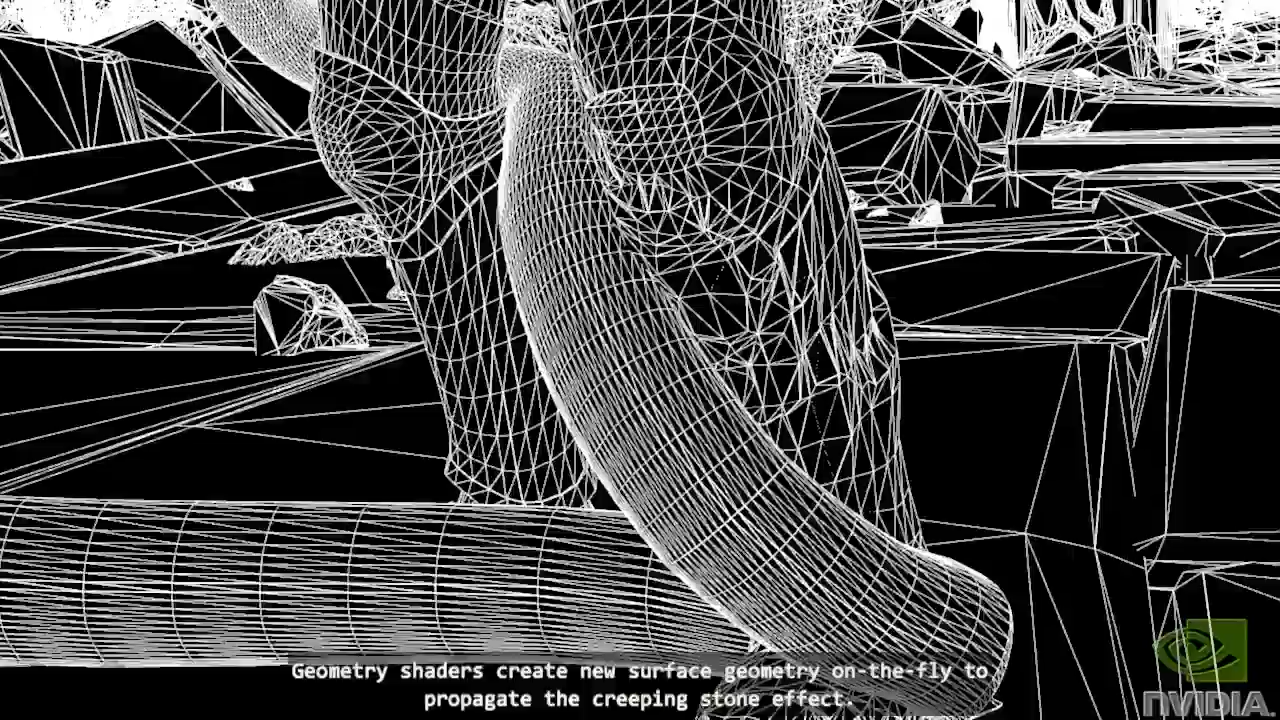 Geometry shaders create new surface geometry on-the-fly to
propagate the creeping stone effect.
NVIDIA.